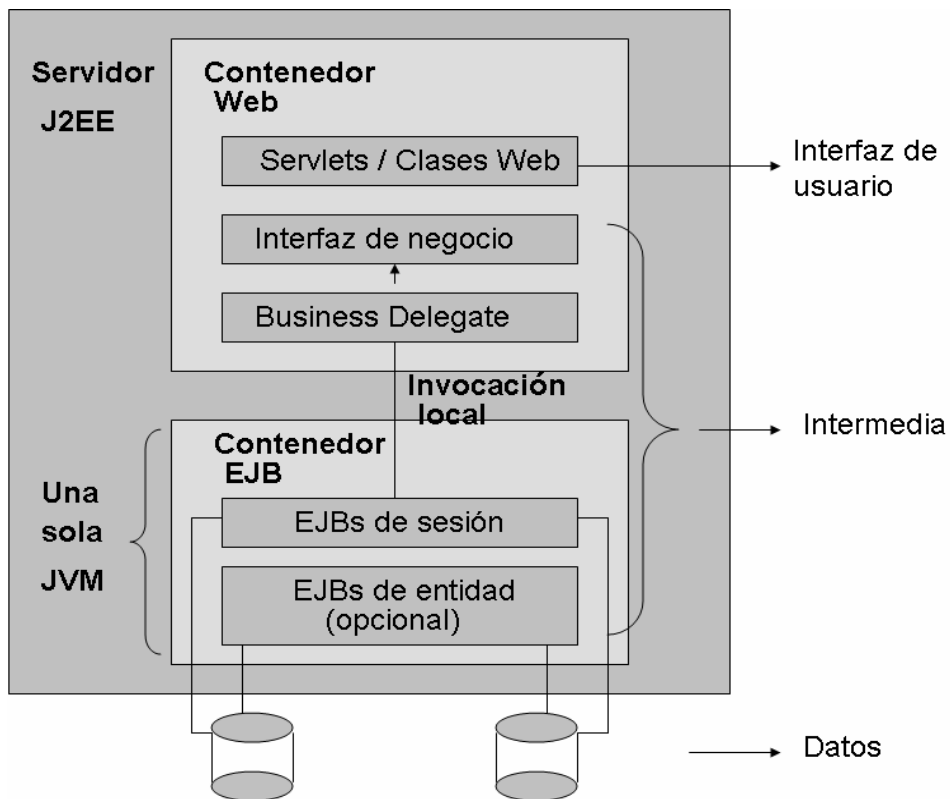 Servidor
J2EE
Contenedor
Web
Servlets / Clases Web
Interfaz de
usuario
Interfaz de negocio
Business Delegate
Invocación
local
Intermedia
Contenedor
EJB
Una
sola
JVM
EJBs de sesión
EJBs de entidad
(opcional)
Datos